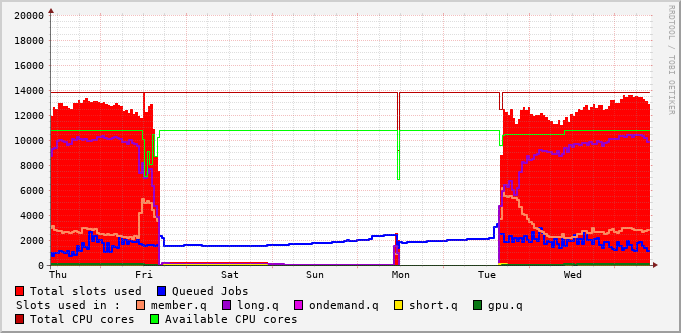 20000
18000
16000
14000
12000
10000
8000
6000
4000
2000
0
Thu Fri Sat Sun Mon Tue Wed
Total slots used Queued Jobs
Slots used in : member.q long.q ondemand.q short.q gpu.q
Total CPU cores Available CPU cores
RRDTOOL / TOBI OETIKER